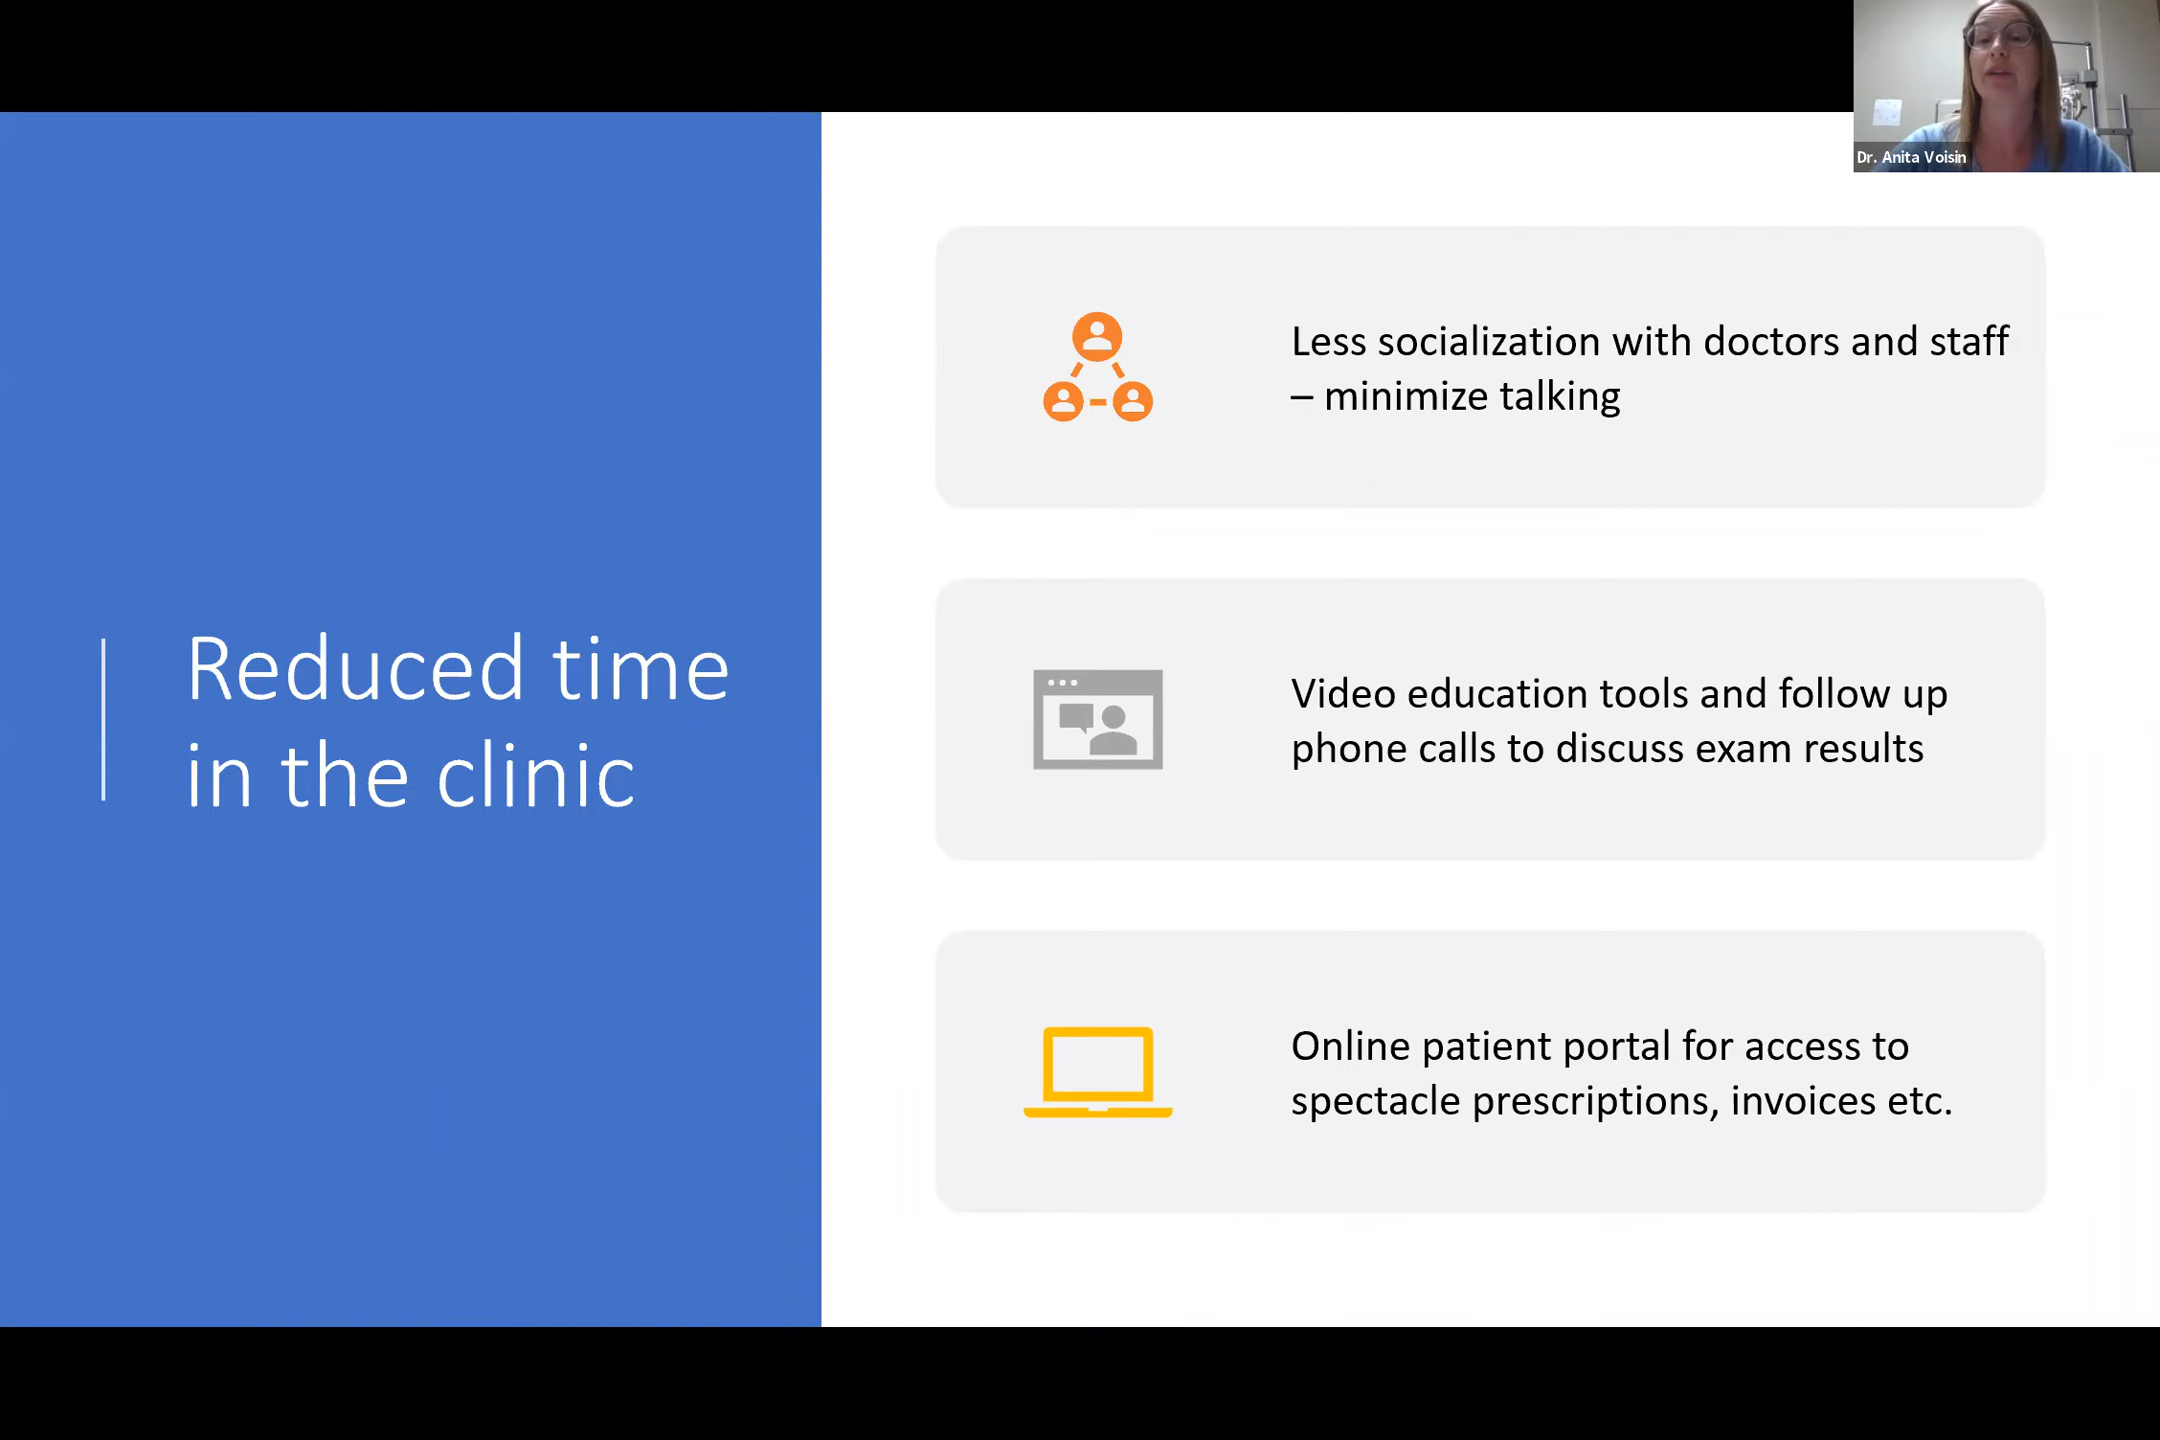 Dr. Anita Voisin
Reduced time
in the clinic
Less socialization with doctors and staff
– minimize talking
Video education tools and follow up
phone calls to discuss exam results
Online patient portal for access to
spectacle prescriptions, invoices etc.